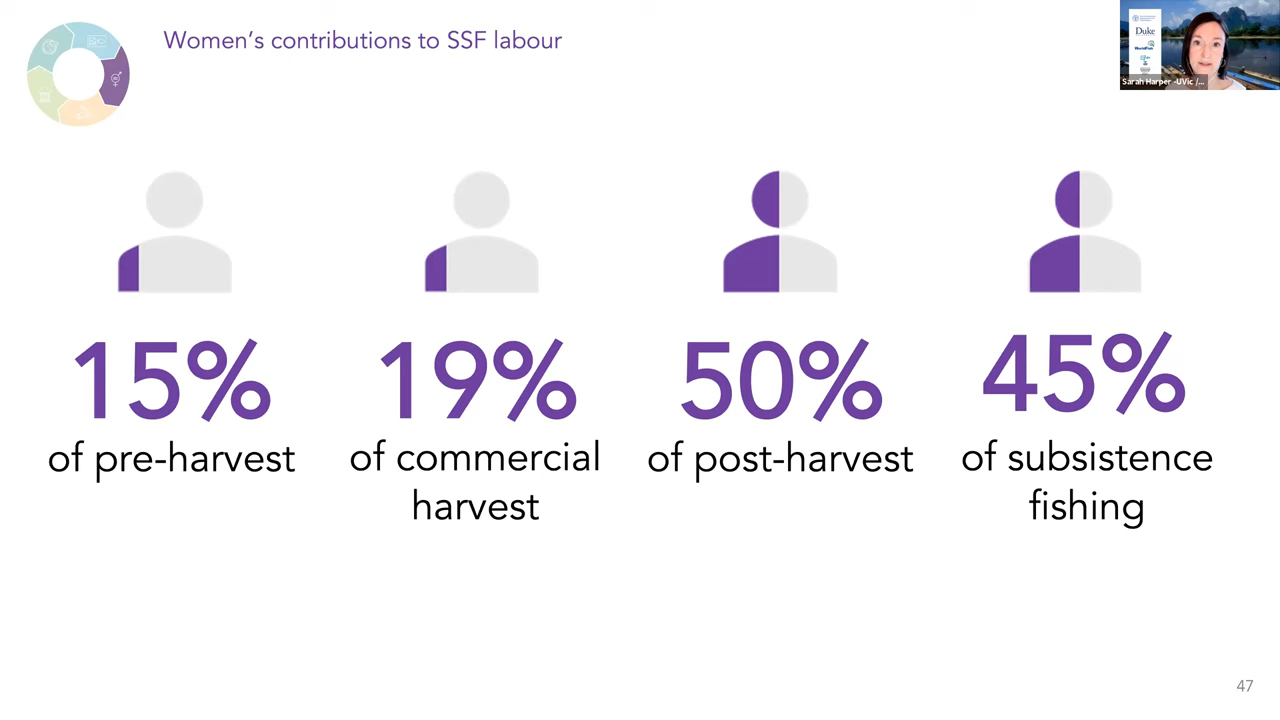 Women's contributions to SSF labour
Duke
WorldFish
Sarah Harper -UVic /...
15%
of pre-harvest
19%
of commercial
harvest
50%
of post-harvest
45%
of subsistence
fishing
47